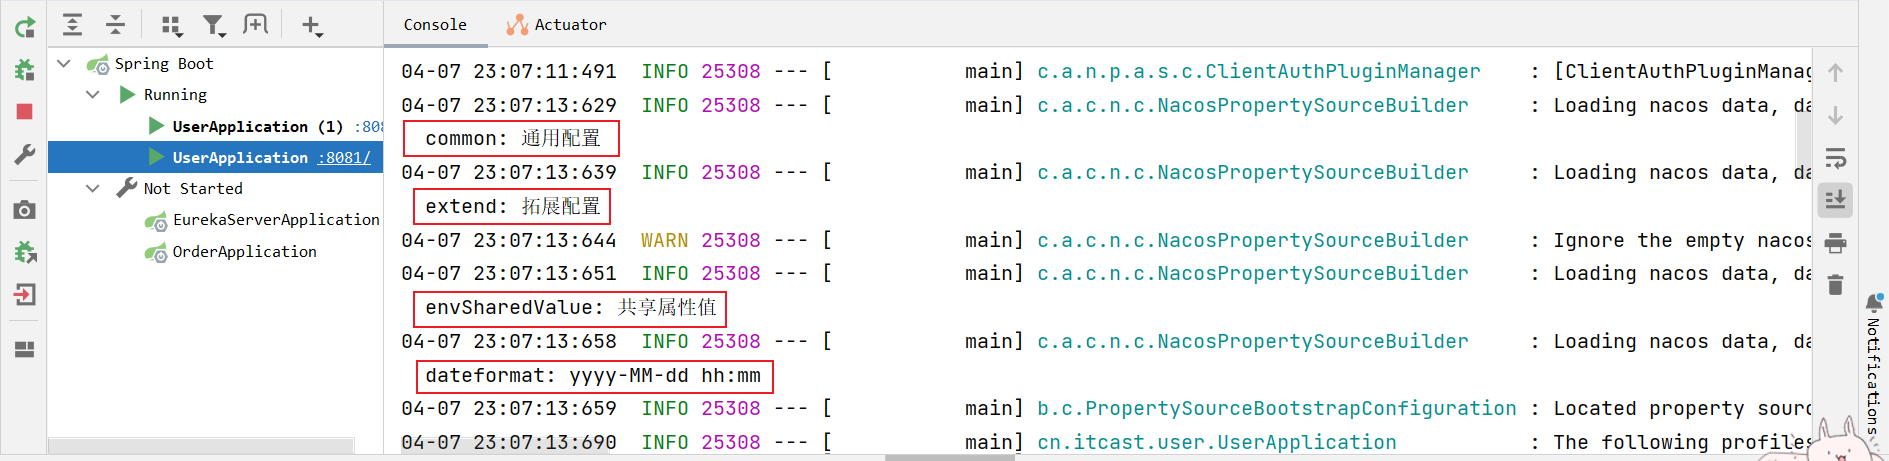 Console Actuator
Spring Boot
Running
UserApplication (1) :808
UserApplication :8081/
Not Started
EurekaServerApplication
OrderApplication
04-07 23:07:11:491 INFO 25308 --- [ main] c.a.n.p.a.s.c.ClientAuthPluginManager : [ClientAuthPluginManag
04-07 23:07:13:629 INFO 25308 --- [ main] c.a.c.n.c.NacosPropertySourceBuilder : Loading nacos data, da
common: 通用配置
04-07 23:07:13:639 INFO 25308 --- [ main] c.a.c.n.c.NacosPropertySourceBuilder : Loading nacos data, da
extend: 拓展配置
04-07 23:07:13:644 WARN 25308 --- [ main] c.a.c.n.c.NacosPropertySourceBuilder : Ignore the empty nacos
04-07 23:07:13:651 INFO 25308 --- [ main] c.a.c.n.c.NacosPropertySourceBuilder : Loading nacos data, da
envSharedValue: 共享属性值
04-07 23:07:13:658 INFO 25308 --- [ main] c.a.c.n.c.NacosPropertySourceBuilder : Loading nacos data, da
dateformat: yyyy-MM-dd hh:mm
04-07 23:07:13:659 INFO 25308 --- [ main] b.c.PropertySourceBootstrapConfiguration : Located property sour
04-07 23:07:13:690 INFO 25308 --- [ main] cn.itcast.user.UserApplication : The following profiles
Notifications